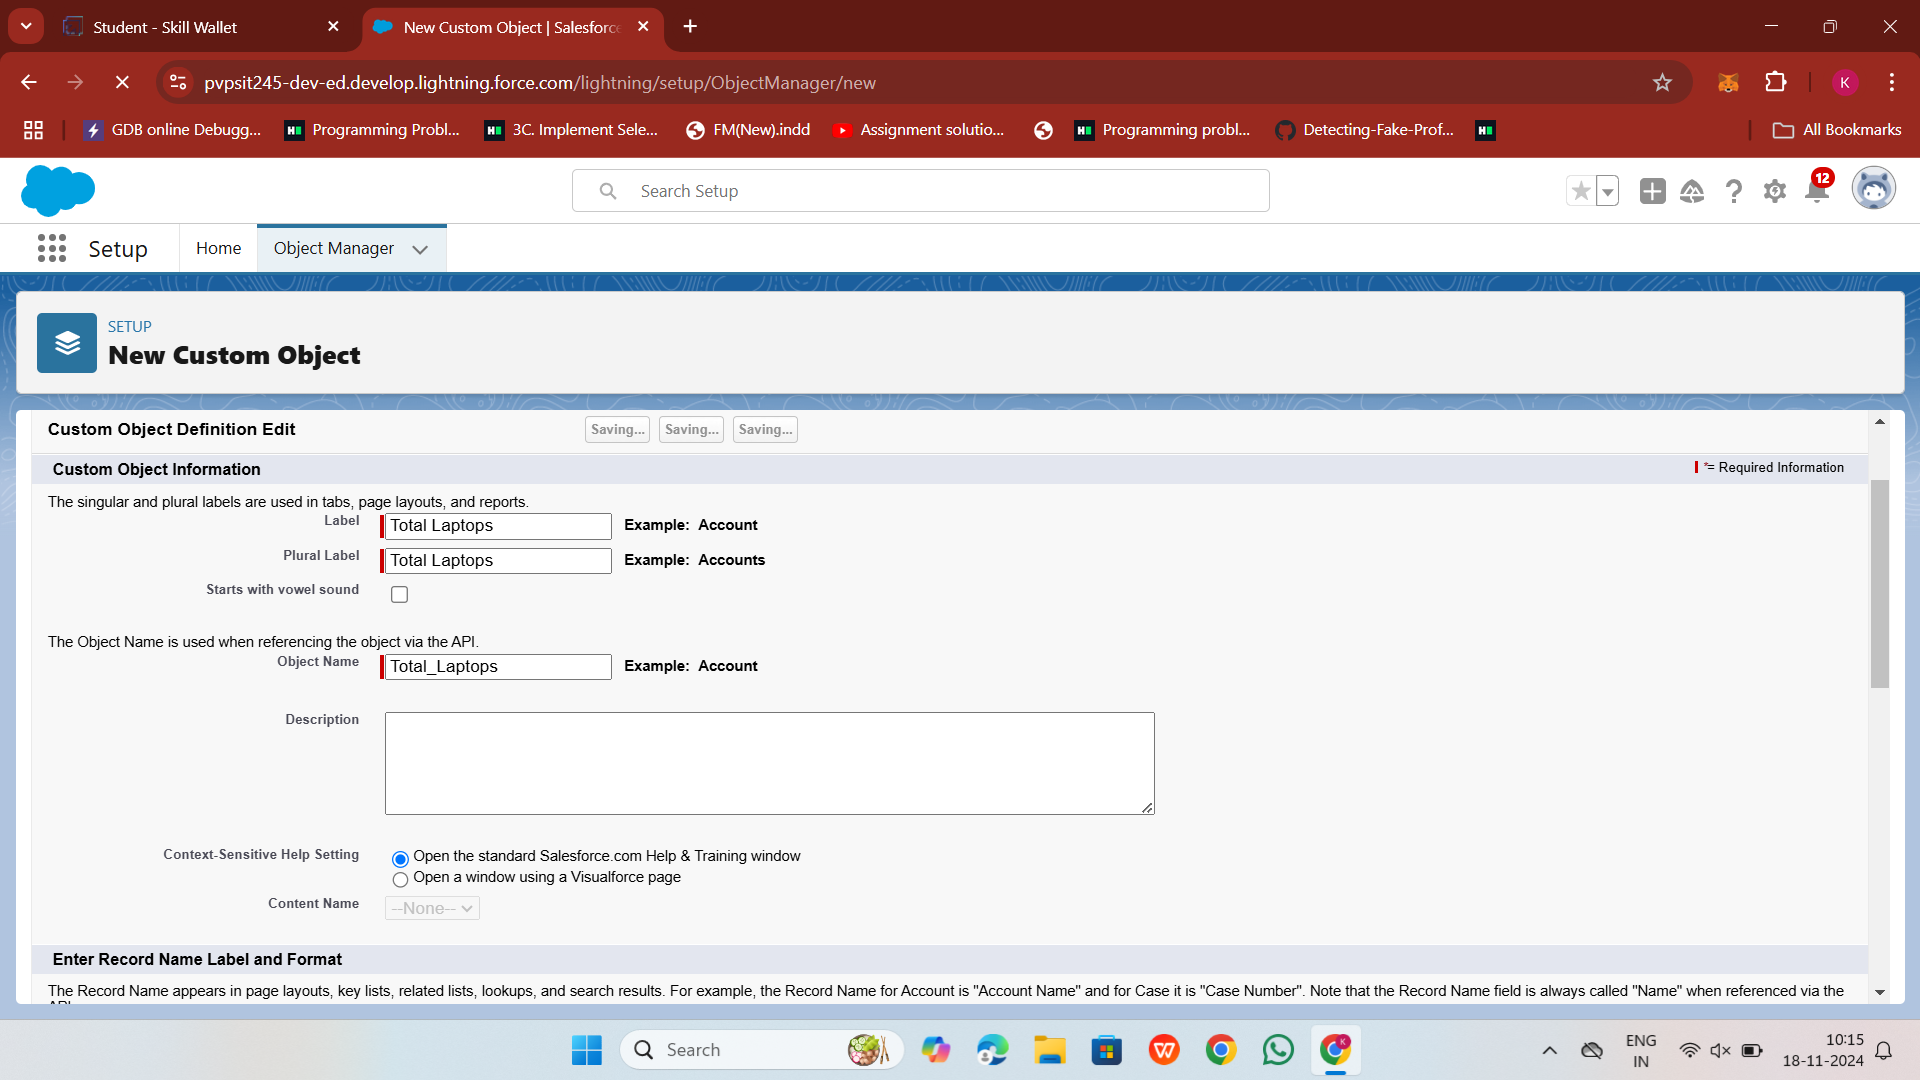 Student - Skill Wallet
New Custom Object | Salesforce
pvpsit245-dev-ed.develop.lightning.force.com/lightning/setup/ObjectManager/new
K
GDB online Debugg...
Programming Probl...
3C. Implement Sele...
FM(New).indd
Assignment solutio...
Programming probl...
Detecting-Fake-Prof...
All Bookmarks
Search Setup
12
Setup
Home
Object Manager
SETUP
New Custom Object
Custom Object Definition Edit
Saving...
Saving...
Saving...
Custom Object Information
*= Required Information
The singular and plural labels are used in tabs, page layouts, and reports.
Label
Total Laptops
Example: Account
Plural Label
Total Laptops
Example: Accounts
Starts with vowel sound
The Object Name is used when referencing the object via the API.
Object Name
Total_Laptops
Example: Account
Description
Context-Sensitive Help Setting
Open the standard Salesforce.com Help & Training window
Open a window using a Visualforce page
Content Name
--None--
Enter Record Name Label and Format
The Record Name appears in page layouts, key lists, related lists, lookups, and search results. For example, the Record Name for Account is "Account Name" and for Case it is "Case Number". Note that the Record Name field is always called "Name" when referenced via the
API.
Search
ENG
IN
10:15
18-11-2024